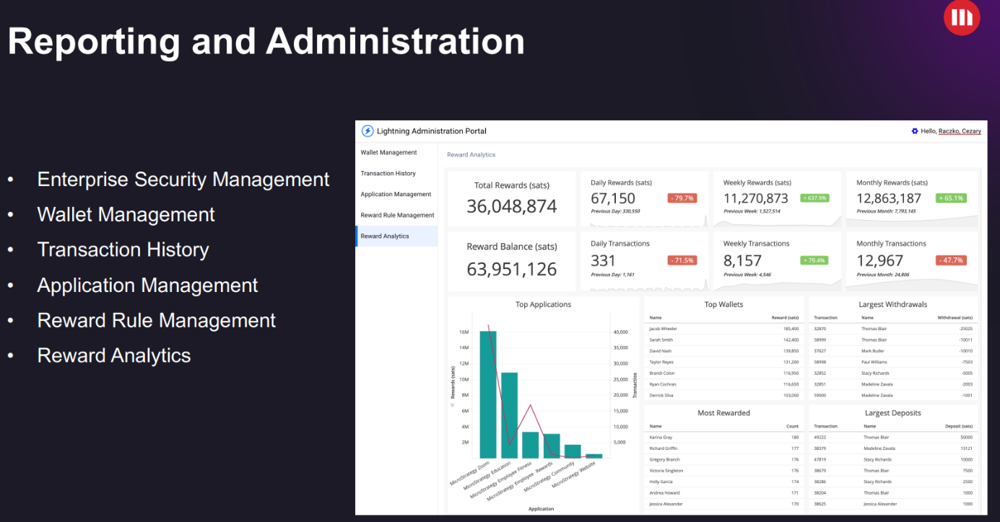 Reporting and Administration
• Enterprise Security Management
• Wallet Management
• Transaction History
• Application Management
• Reward Rule Management
• Reward Analytics
Lightning Administration Portal
Hello, Raczko, Cezary
Wallet Management
Transaction History
Application Management
Reward Rule Management
Reward Analytics
Reward Analytics
Total Rewards (sats)
36,048,874
Daily Rewards (sats)
67,150 - 79.7%
Previous Day: 330,550
Weekly Rewards (sats)
11,270,873 + 637.9%
Previous Week: 1,527,514
Monthly Rewards (sats)
12,863,187 + 65.1%
Previous Month: 7,793,145
Reward Balance (sats)
63,951,126
Daily Transactions
331 - 71.5%
Previous Day: 1,161
Weekly Transactions
8,157 + 79.4%
Previous Week: 4,546
Monthly Transactions
12,967 - 47.7%
Previous Month: 24,806
Top Applications
Rewards (sats)
16M
14M
12M
10M
8M
6M
4M
2M
40,000
35,000
30,000
25,000
20,000
15,000
10,000
5,000
Transactios
MicroStrategy Zoom
MicroStrategy Education
MicroStrategy Employee Fitness
MicroStrategy Employee Rewards
MicroStrategy Community
MicroStrategy Website
Application
Top Wallets
Name Reward (sats)
Jacob Wheeler 185,400
Sarah Smith 142,400
David Nash 139,850
Taylor Reyes 131,200
Brandi Colon 116,950
Ryan Cochran 116,650
Derrick Silva 103,000
Largest Withdrawals
Transaction Name Withdrawal (sats)
32870 Thomas Blair -25025
58999 Thomas Blair -10011
37627 Mark Butler -10010
58998 Paul Williams -7503
32852 Stacy Richards -5005
32851 Madeline Zavala -2003
59000 Madeline Zavala -1001
Most Rewarded
Name Count
Karina Gray 180
Richard Griffin 177
Gregory Branch 176
Victoria Singleton 176
Holly Garcia 174
Andrea Howard 171
Jessica Alexander 170
Largest Deposits
Transaction Name Deposit (sats)
49222 Thomas Blair 50000
38379 Madeline Zavala 13121
47819 Stacy Richards 10000
38679 Thomas Blair 7500
38286 Stacy Richards 2500
38204 Thomas Blair 1000
38625 Jessica Alexander 1000